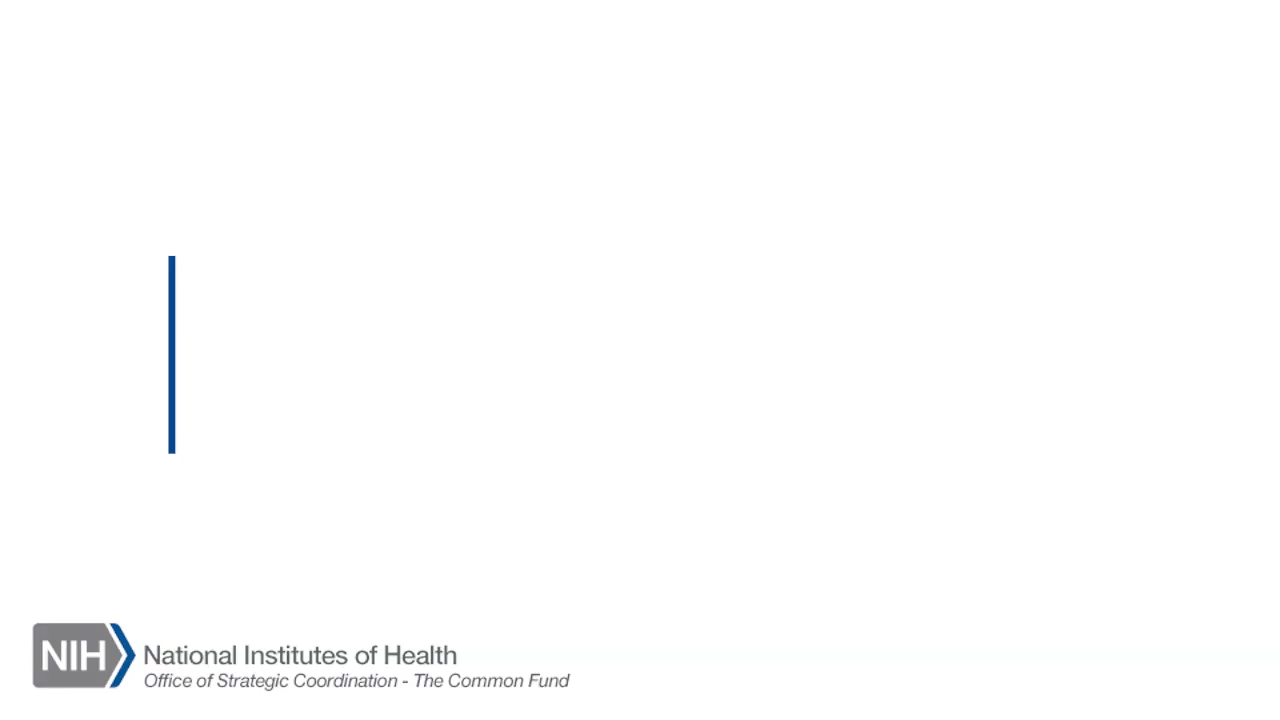 NIH
National Institutes of Health
Office of Strategic Coordination - The Common Fund